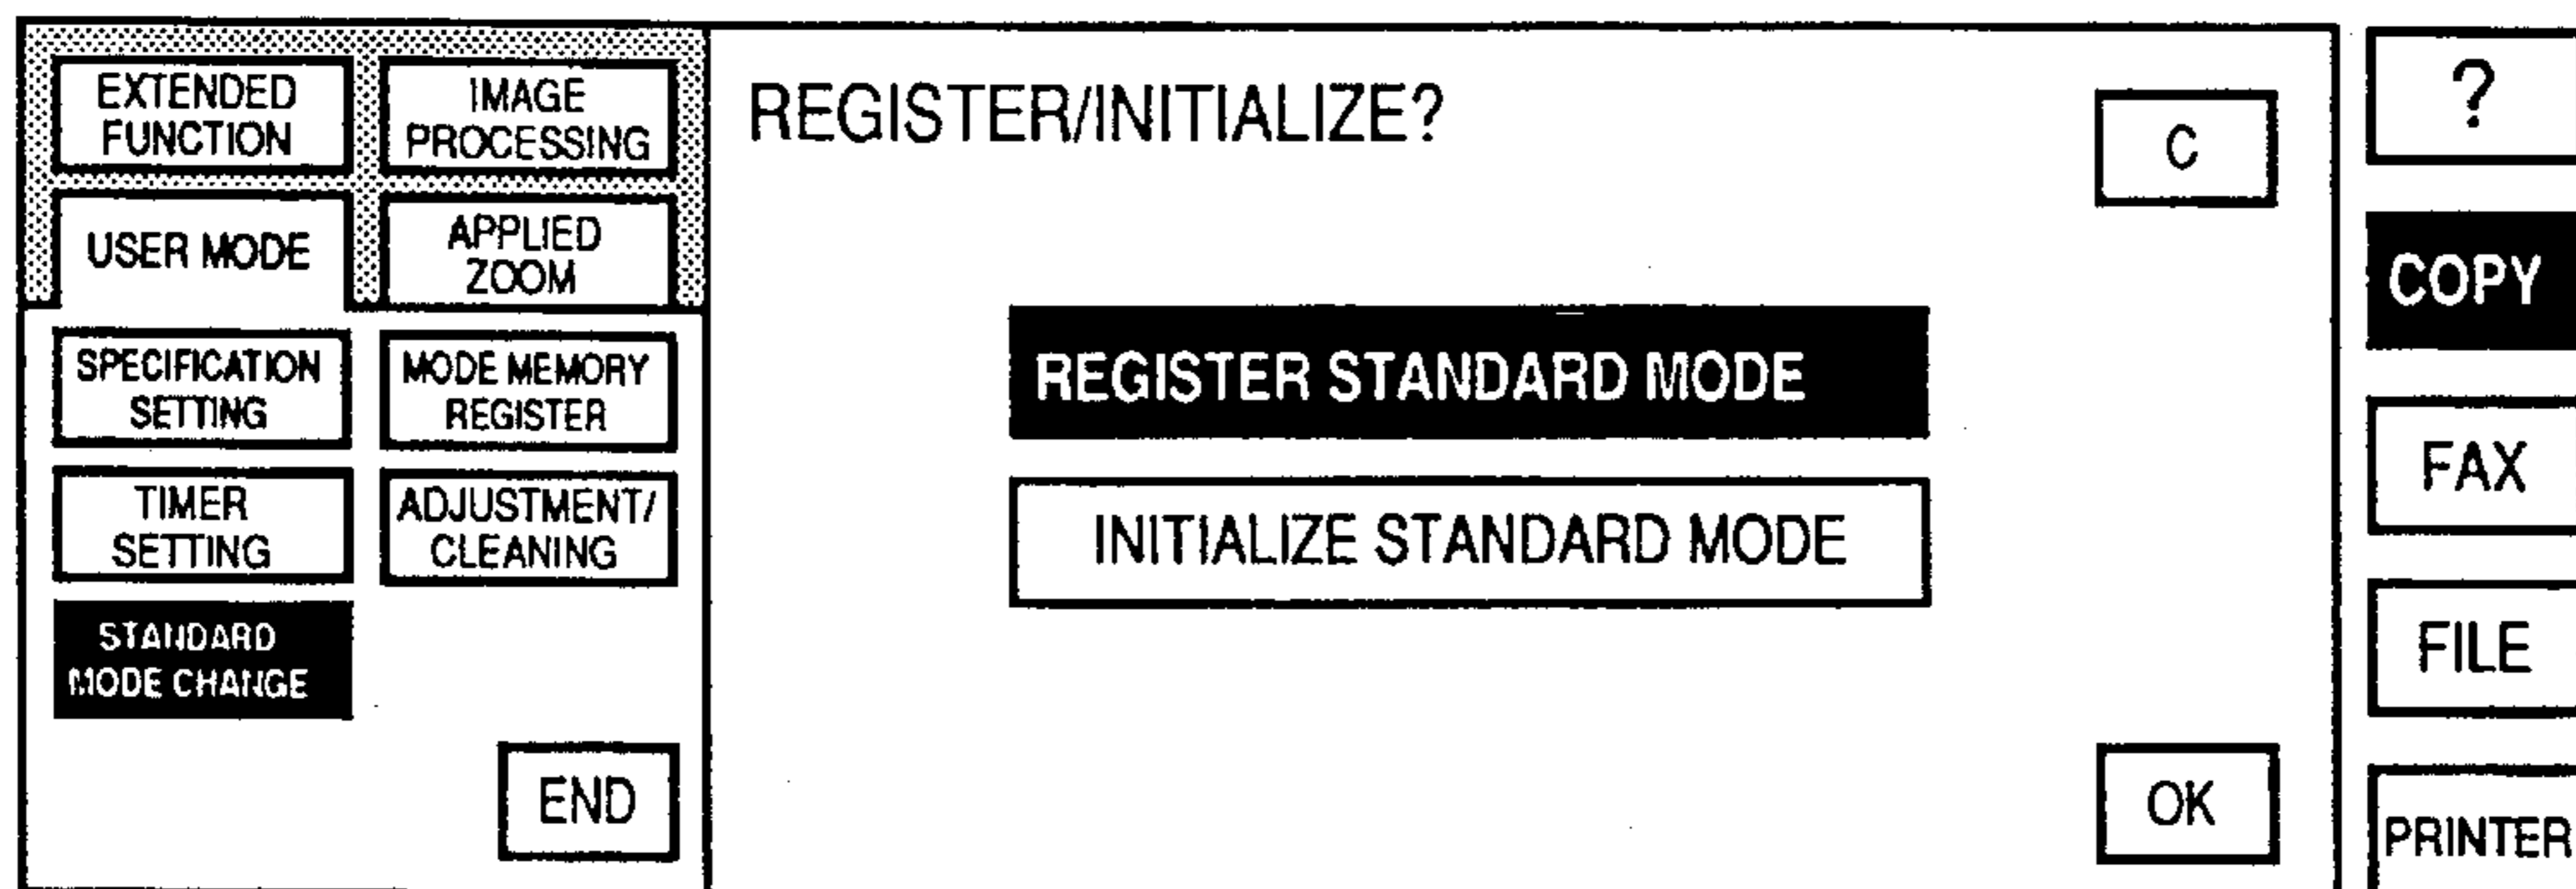 EXTENDED
FUNCTION
IMAGE
PROCESSING
USER MODE
APPLIED
ZOOM
SPECIFICATION
SETTING
MODE MEMORY
REGISTER
TIMER
SETTING
ADJUSTMENT/
CLEANING
STANDARD
MODE CHANGE
END
REGISTER/INITIALIZE?
C
REGISTER STANDARD MODE
INITIALIZE STANDARD MODE
OK
?
COPY
FAX
FILE
PRINTER